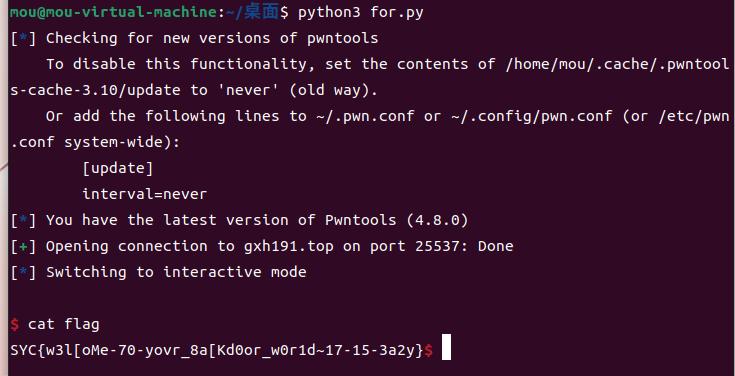 mou@mou-virtual-machine:~/桌面$ python3 for.py
[*] Checking for new versions of pwntools
    To disable this functionality, set the contents of /home/mou/.cache/.pwntool
s-cache-3.10/update to 'never' (old way).
    Or add the following lines to ~/.pwn.conf or ~/.config/pwn.conf (or /etc/pwn
.conf system-wide):
        [update]
        interval=never
[*] You have the latest version of Pwntools (4.8.0)
[+] Opening connection to gxh191.top on port 25537: Done
[*] Switching to interactive mode
$ cat flag
SYC{w3l[oMe-70-yovr_8a[Kd0or_w0r1d~17-15-3a2y}$